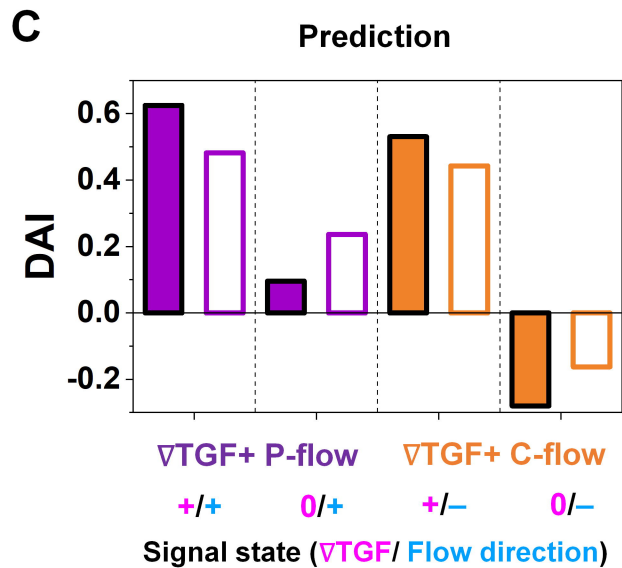 C
Prediction
DAI
0.6
0.4
0.2
0.0
-0.2
∇TGF+ P-flow ∇TGF+ C-flow
+/+ 0/+ +/– 0/–
Signal state (∇TGF/ Flow direction)